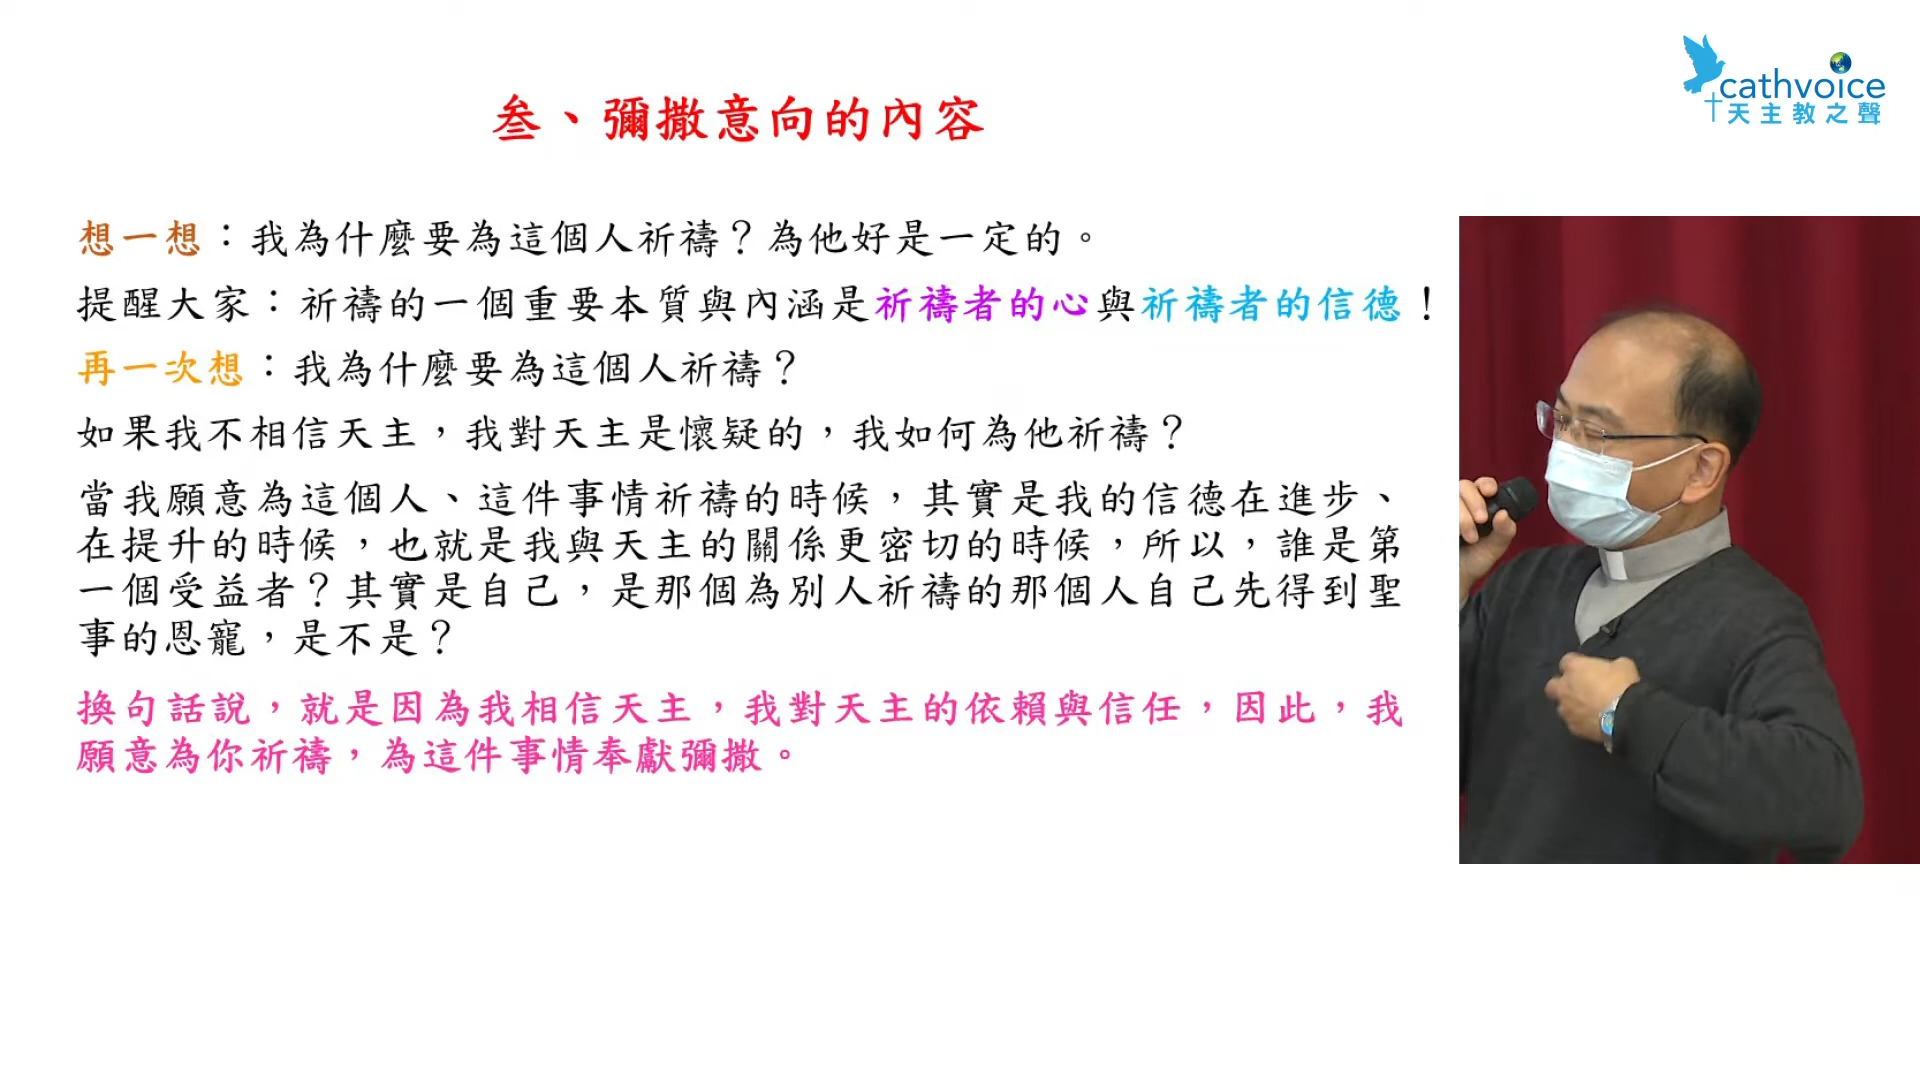 cathvoice
天主教之聲
叁、彌撒意向的內容
想一想：我為什麼要為這個人祈禱？為他好是一定的。
提醒大家：祈禱的一個重要本質與內涵是祈禱者的心與祈禱者的信德！
再一次想：我為什麼要為這個人祈禱？
如果我不相信天主，我對天主是懷疑的，我如何為他祈禱？
當我願意為這個人、這件事情祈禱的時候，其實是我的信德在進步、
在提升的時候，也就是我與天主的關係更密切的時候，所以，誰是第
一個受益者？其實是自己，是那個為別人祈禱的那個人自己先得到聖
事的恩寵，是不是？
換句話說，就是因為我相信天主，我對天主的依賴與信任，因此，我
願意為你祈禱，為這件事情奉獻彌撒。